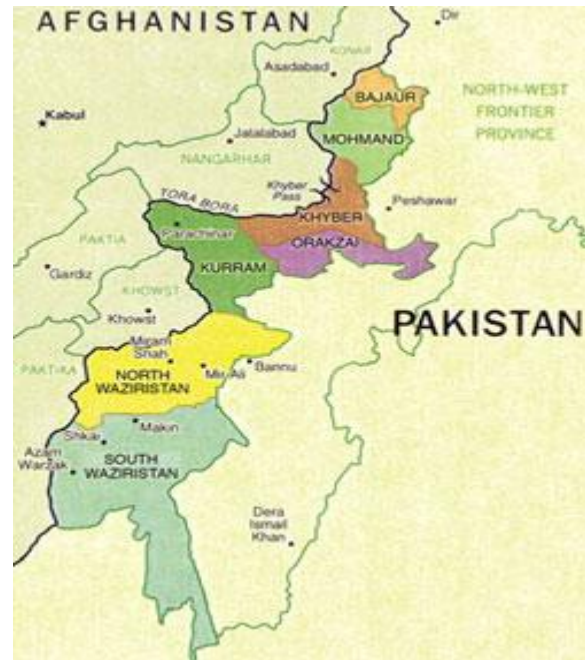 AFGHANISTAN
Dir
KONAR
Asadabad
BAJAUR
NORTH-WEST
FRONTIER
PROVINCE
Kabul
MOHMAND
Jalalabad
NANGARHAR
Khyber
Pass
TORA BORA
Peshawar
KHYBER
Parachinar
ORAKZAI
PAKTIA
KURRAM
Gardiz
KHOWST
Khowst
PAKISTAN
Miram
Shah
PAKTIKA
Mir Ali
Bannu
NORTH
WAZIRISTAN
Makin
Shkai
Azam
Warzak
SOUTH
WAZIRISTAN
Dera
Ismail
Khan